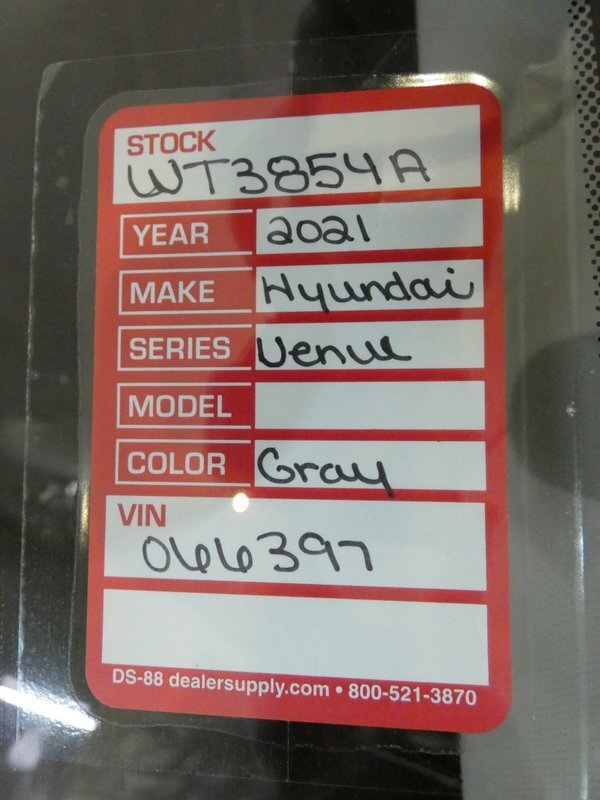 STOCK
WT3854A
YEAR 2021
MAKE Hyundai
SERIES Venue
MODEL
COLOR Gray
VIN
066397
DS-88 dealersupply.com • 800-521-3870